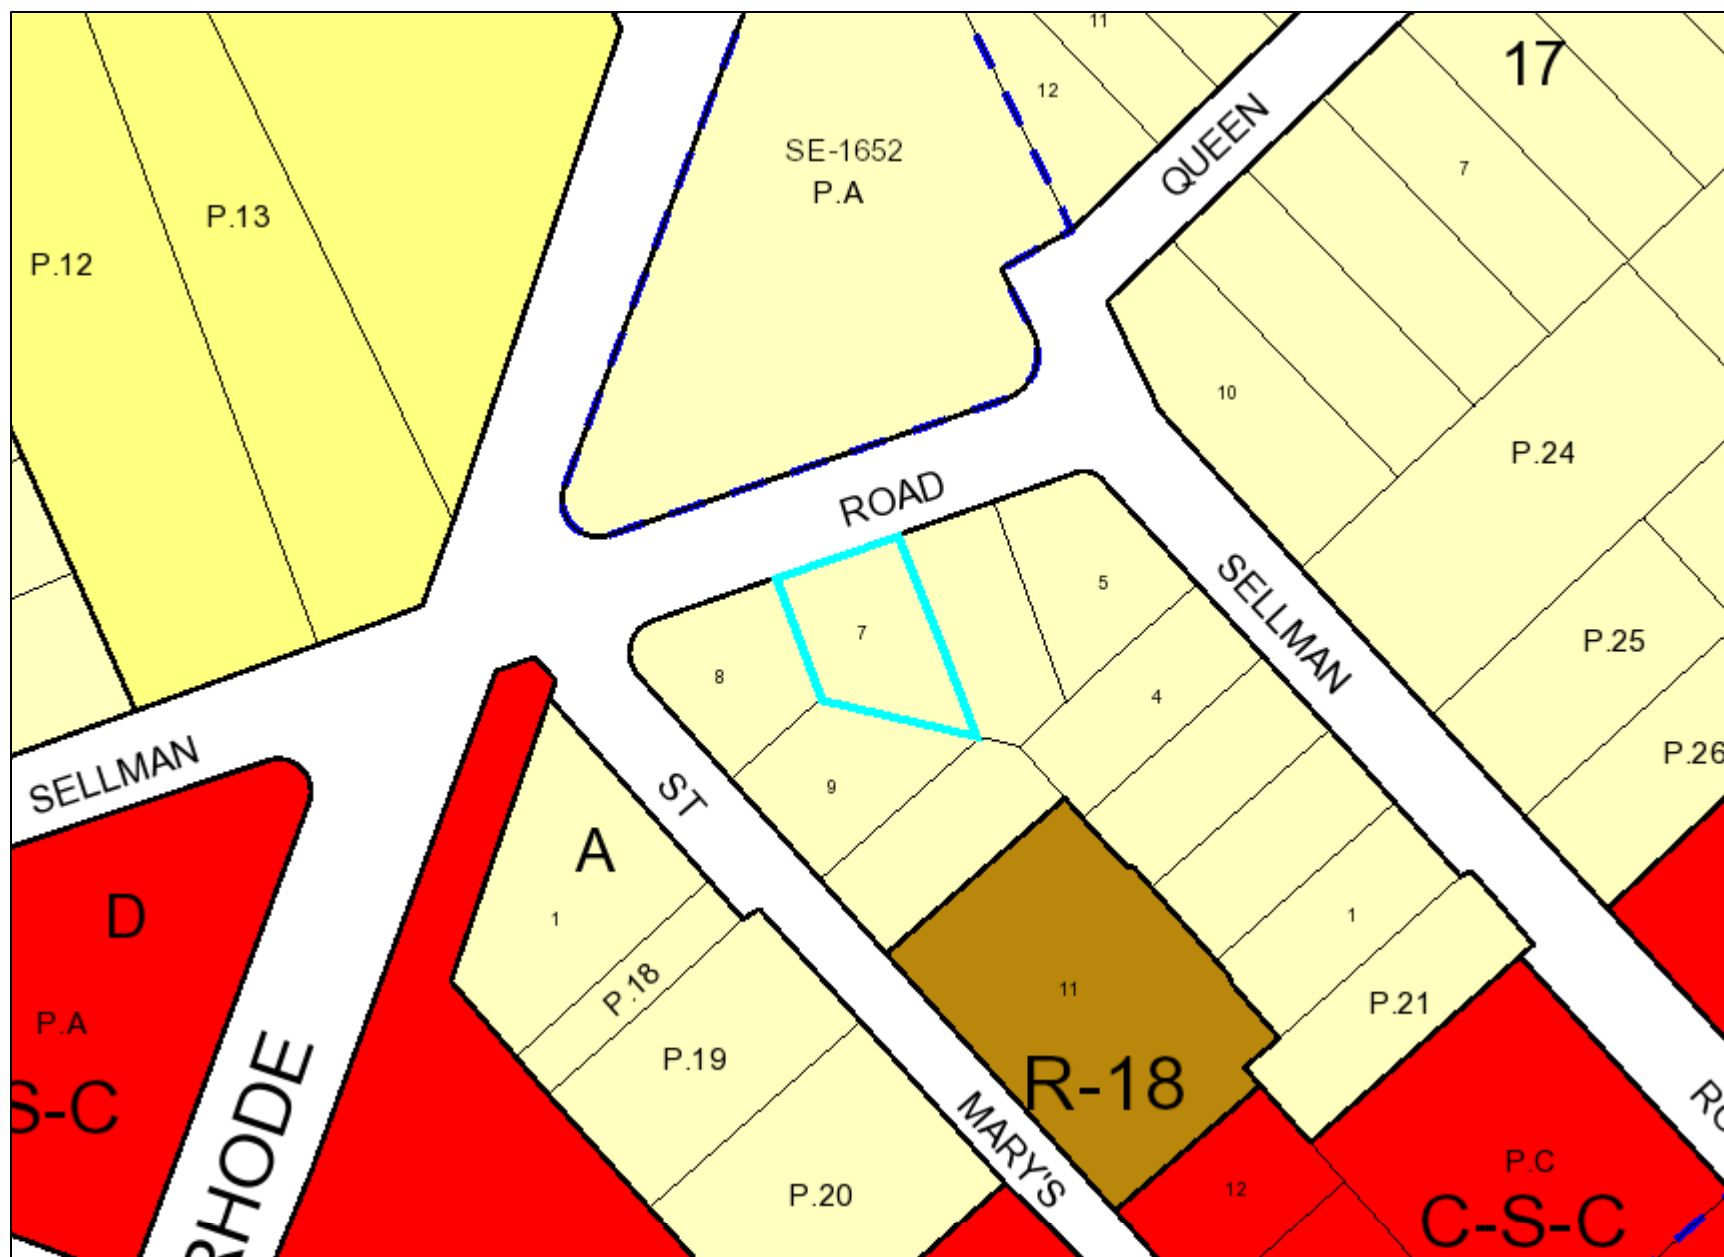 11
17
12
QUEEN
SE-1652
P.A
7
P.13
P.12
10
P.24
ROAD
5
SELLMAN
7
P.25
8
4
P.26
SELLMAN
9
ST
A
D
1
1
P.18
11
P.21
P.A
P.19
RHODE
R-18
S-C
MARY'S
P.C
12
P.20
C-S-C